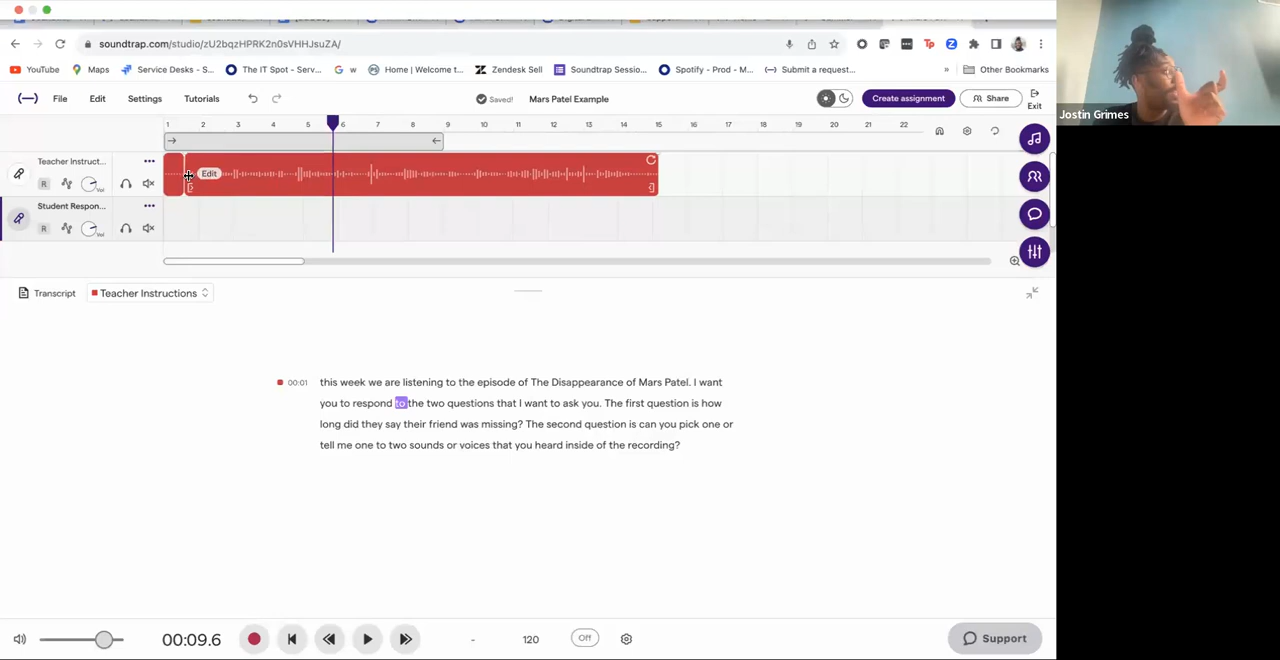 soundtrap.com/studio/zU2bqzHPRK2n0sVHHJsuZA/
YouTube
Maps
Service Desks - S...
The IT Spot - Serv...
G w
Home | Welcome t...
Zendesk Sell
Soundtrap Sessio...
Spotify - Prod - M...
Submit a request...
»
Other Bookmarks
File
Edit
Settings
Tutorials
Saved!
Mars Patel Example
Create assignment
Share
Exit
1 2 3 4 5 6 7 8 9 10 11 12 13 14 15 16 17 18 19 20 21 22
Teacher Instruct...
R
Vol
Edit
Student Respon...
R
Vol
Transcript
Teacher Instructions
00:01
this week we are listening to the episode of The Disappearance of Mars Patel. I want
you to respond to the two questions that I want to ask you. The first question is how
long did they say their friend was missing? The second question is can you pick one or
tell me one to two sounds or voices that you heard inside of the recording?
00:09.6
-
120
Off
Support
Jostin Grimes